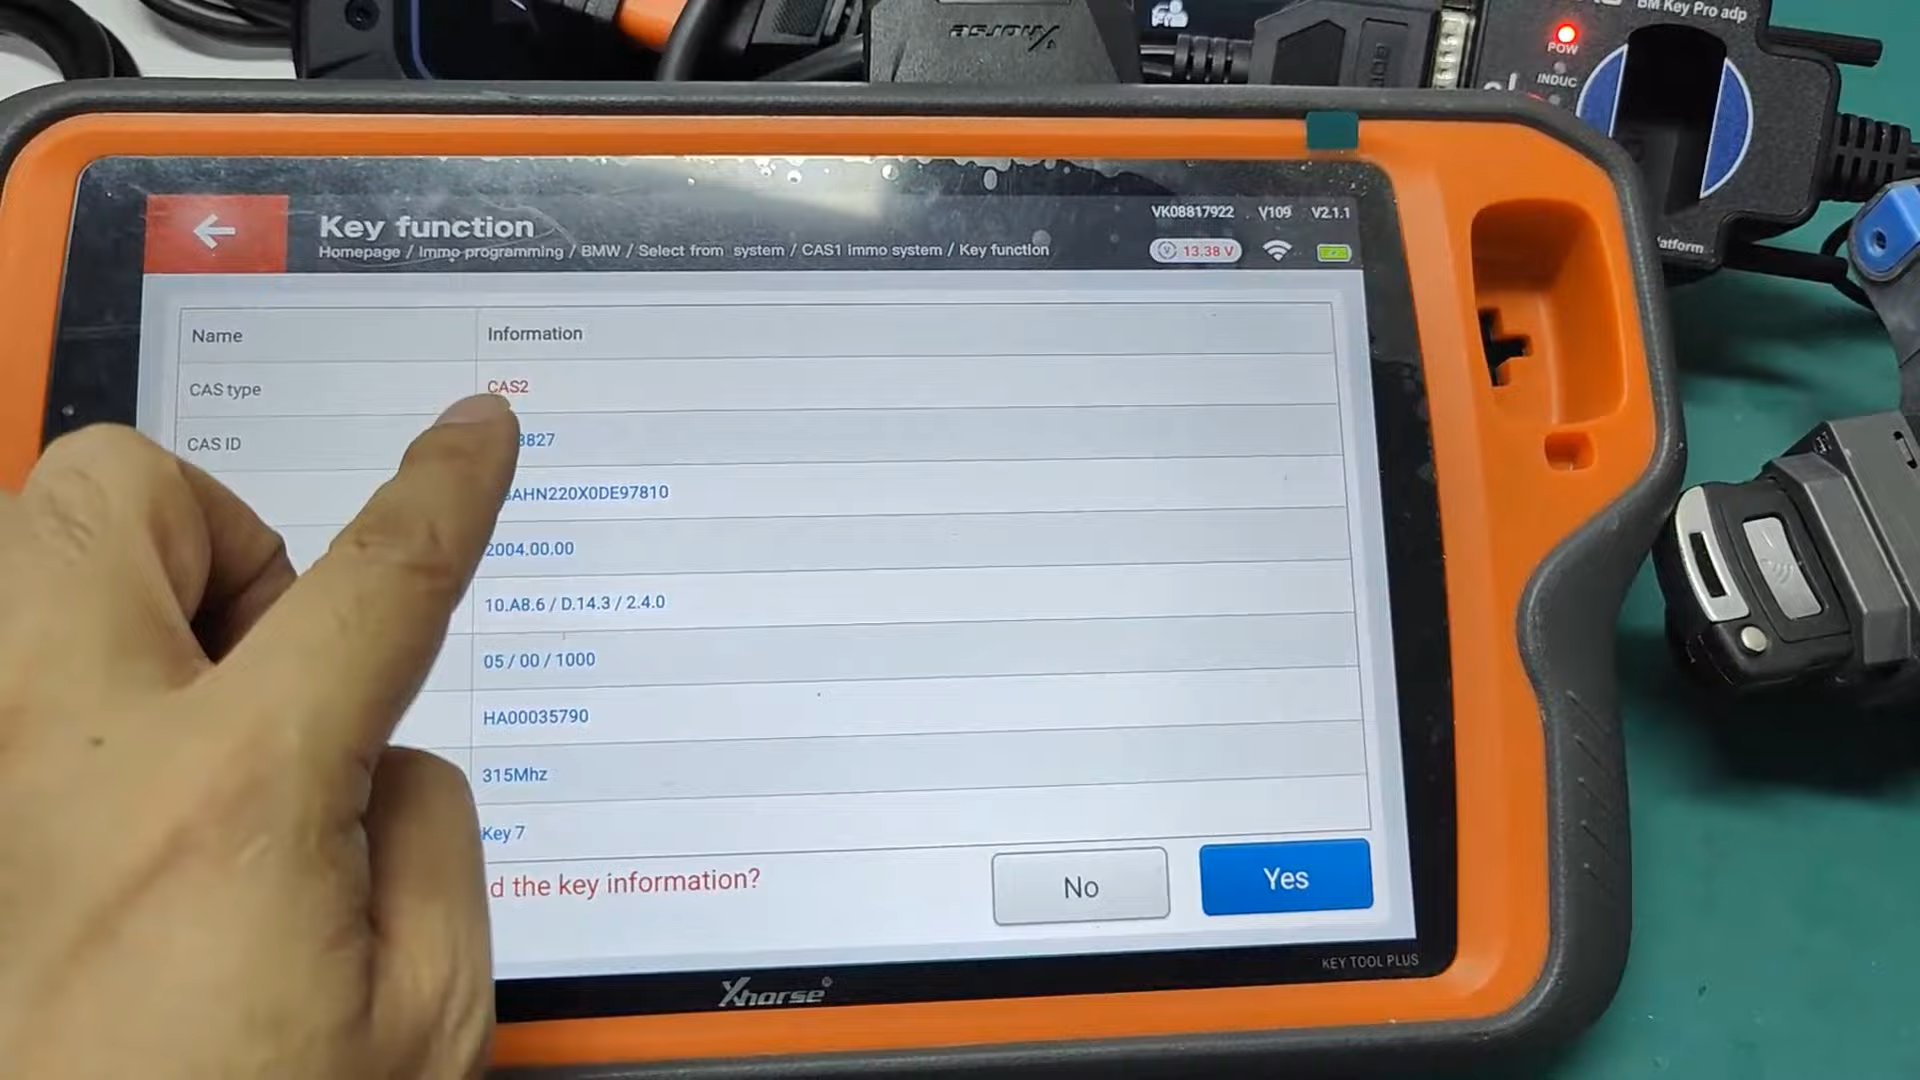 BM Key Pro adp
POW
INDUC
Xhorse
latform
Key function
Homepage / Immo programming / BMW / Select from system / CAS1 immo system / Key function
VK08817922 . V109 V2.1.1
13.38 V
Name Information
CAS type CAS2
CAS ID 3827
AHN220X0DE97810
2004.00.00
10.A8.6 / D.14.3 / 2.4.0
05 / 00 / 1000
HA00035790
315Mhz
Key 7
d the key information?
No
Yes
KEY TOOL PLUS
Xhorse